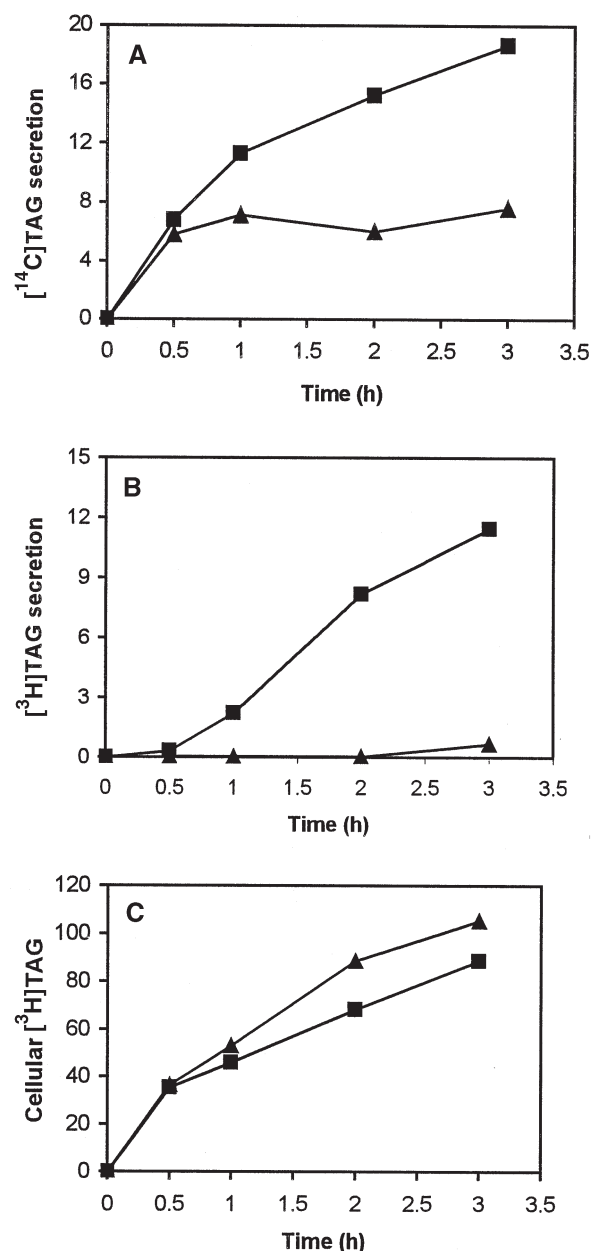 20
A
16
12
8
4
0
[¹⁴C]TAG secretion
0 0.5 1 1.5 2 2.5 3 3.5
Time (h)
15
B
12
9
6
3
0
[³H]TAG secretion
0 0.5 1 1.5 2 2.5 3 3.5
Time (h)
120
C
100
80
60
40
20
0
Cellular [³H]TAG
0 0.5 1 1.5 2 2.5 3 3.5
Time (h)